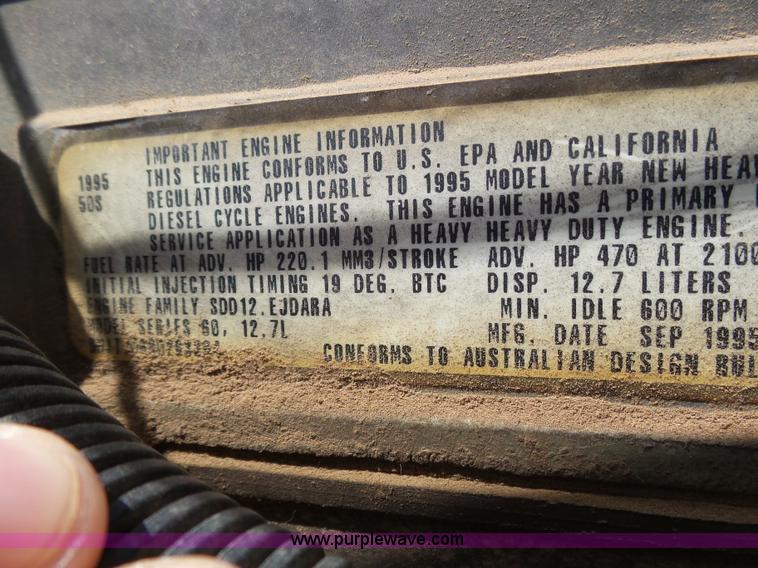 IMPORTANT ENGINE INFORMATION
1995 THIS ENGINE CONFORMS TO U.S. EPA AND CALIFORNIA
50S REGULATIONS APPLICABLE TO 1995 MODEL YEAR NEW HEAV
DIESEL CYCLE ENGINES. THIS ENGINE HAS A PRIMARY
SERVICE APPLICATION AS A HEAVY HEAVY DUTY ENGINE.
FUEL RATE AT ADV. HP 220.1 MM3/STROKE ADV. HP 470 AT 2100
INITIAL INJECTION TIMING 19 DEG. BTC DISP. 12.7 LITERS
ENGINE FAMILY SDD12.EJDARA MIN. IDLE 600 RPM
MODEL SERIES 60, 12.7L MFG. DATE SEP 1995
CONFORMS TO AUSTRALIAN DESIGN RUL
www.purplewave.com